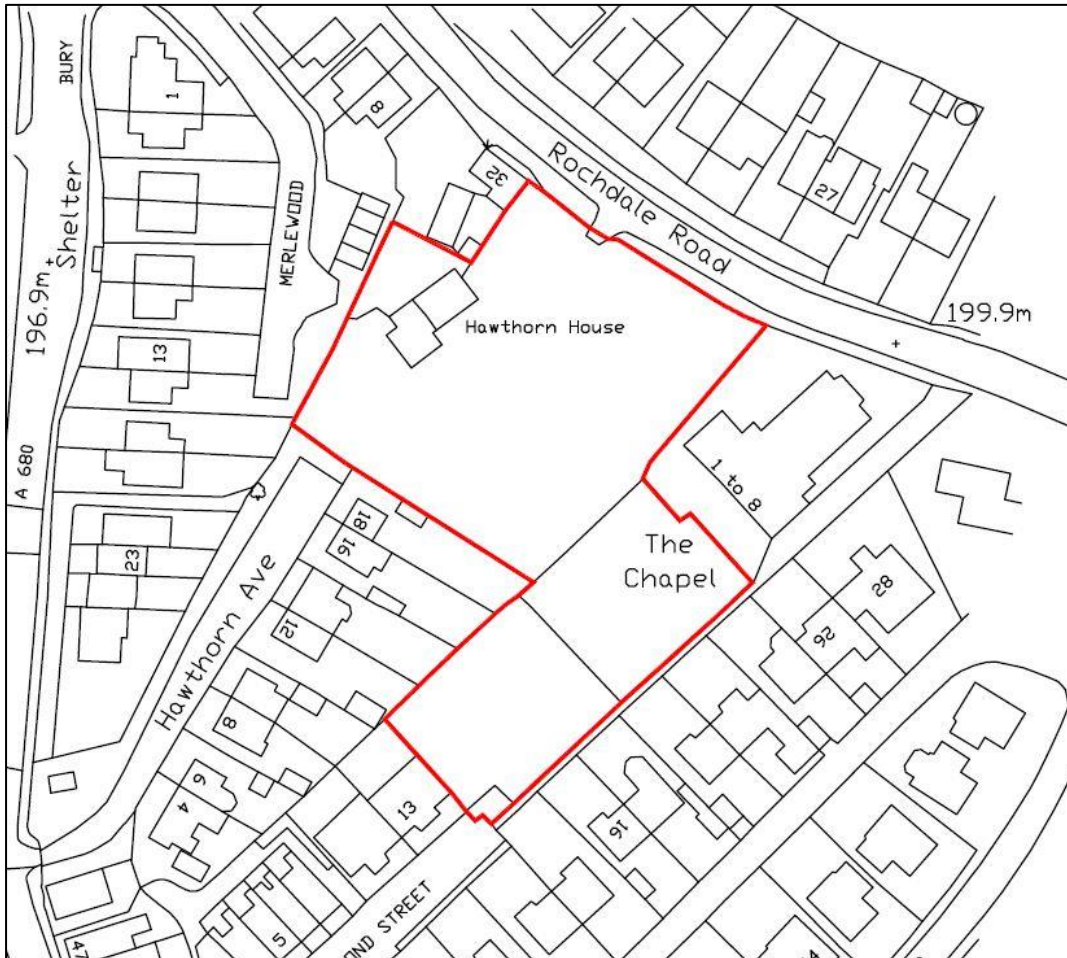 BURY
1
8
Shelter
196.9m
MERLEWOOD
32
Rochdale Road
27
199.9m
Hawthorn House
13
A 680
1 to 8
The
Chapel
18
16
23
Hawthorn Ave
12
28
26
8
6
4
13
16
5
OND STREET
47